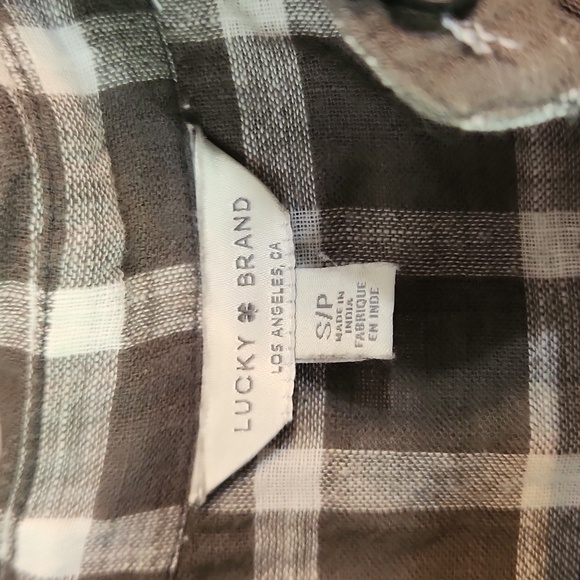 LUCKY BRAND
LOS ANGELES, CA
S/P
MADE IN
INDIA
FABRIQUE
EN INDE